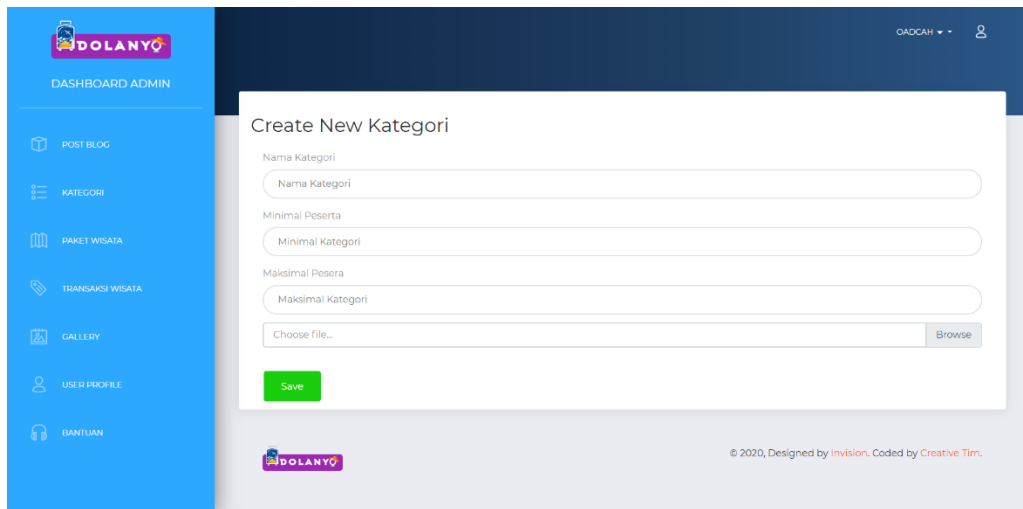 DOLANYO
DASHBOARD ADMIN
POST BLOG
KATEGORI
PAKET WISATA
TRANSAKSI WISATA
GALLERY
USER PROFILE
BANTUAN
OADCAH
Create New Kategori
Nama Kategori
Nama Kategori
Minimal Peserta
Minimal Kategori
Maksimal Pesera
Maksimal Kategori
Choose file... Browse
Save
DOLANYO
© 2020, Designed by Invision. Coded by Creative Tim.